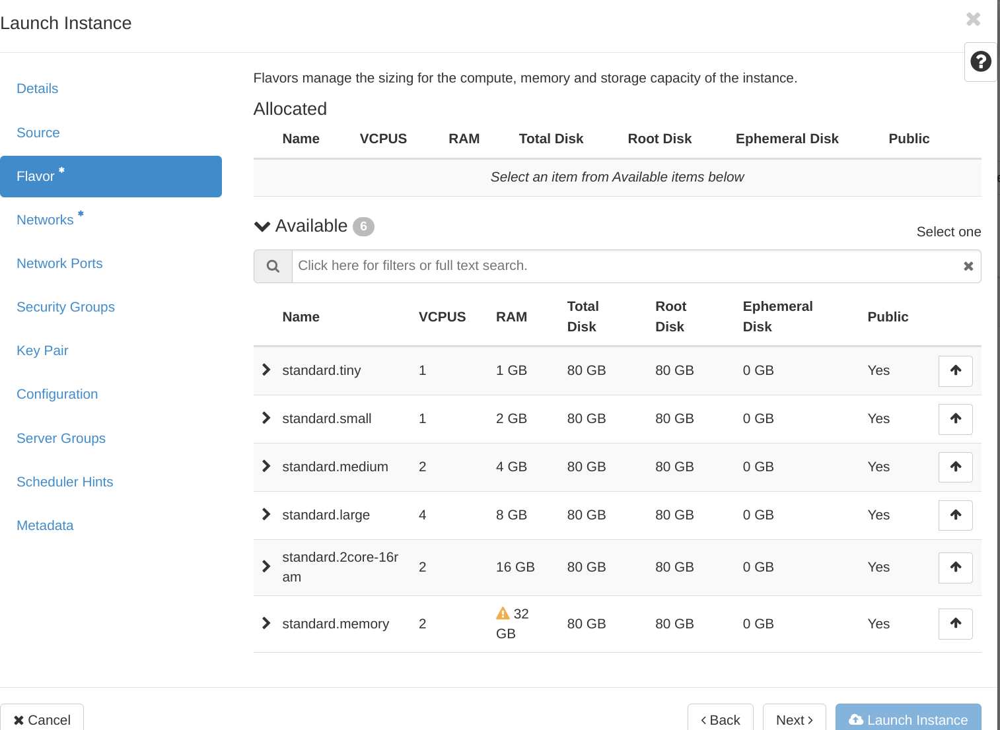 Launch Instance
Details
Source
Flavor *
Networks *
Network Ports
Security Groups
Key Pair
Configuration
Server Groups
Scheduler Hints
Metadata
Flavors manage the sizing for the compute, memory and storage capacity of the instance.
Allocated
Name VCPUS RAM Total Disk Root Disk Ephemeral Disk Public
Select an item from Available items below
Available 6
Select one
Click here for filters or full text search.
Name VCPUS RAM Total Disk Root Disk Ephemeral Disk Public
standard.tiny 1 1 GB 80 GB 80 GB 0 GB Yes
standard.small 1 2 GB 80 GB 80 GB 0 GB Yes
standard.medium 2 4 GB 80 GB 80 GB 0 GB Yes
standard.large 4 8 GB 80 GB 80 GB 0 GB Yes
standard.2core-16r
am 2 16 GB 80 GB 80 GB 0 GB Yes
standard.memory 2 32 GB 80 GB 80 GB 0 GB Yes
Cancel
Back
Next
Launch Instance